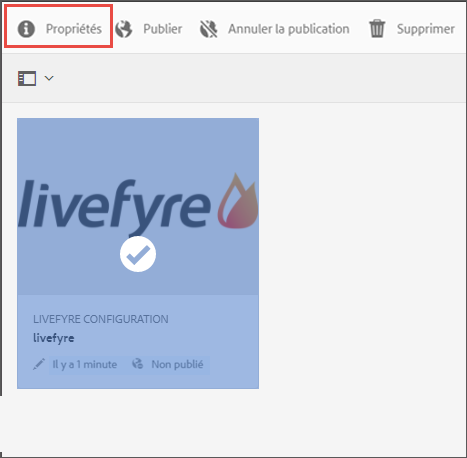 Propriétés Publier Annuler la publication Supprimer
livefyre
LIVEFYRE CONFIGURATION
livefyre
Il y a 1 minute Non publié